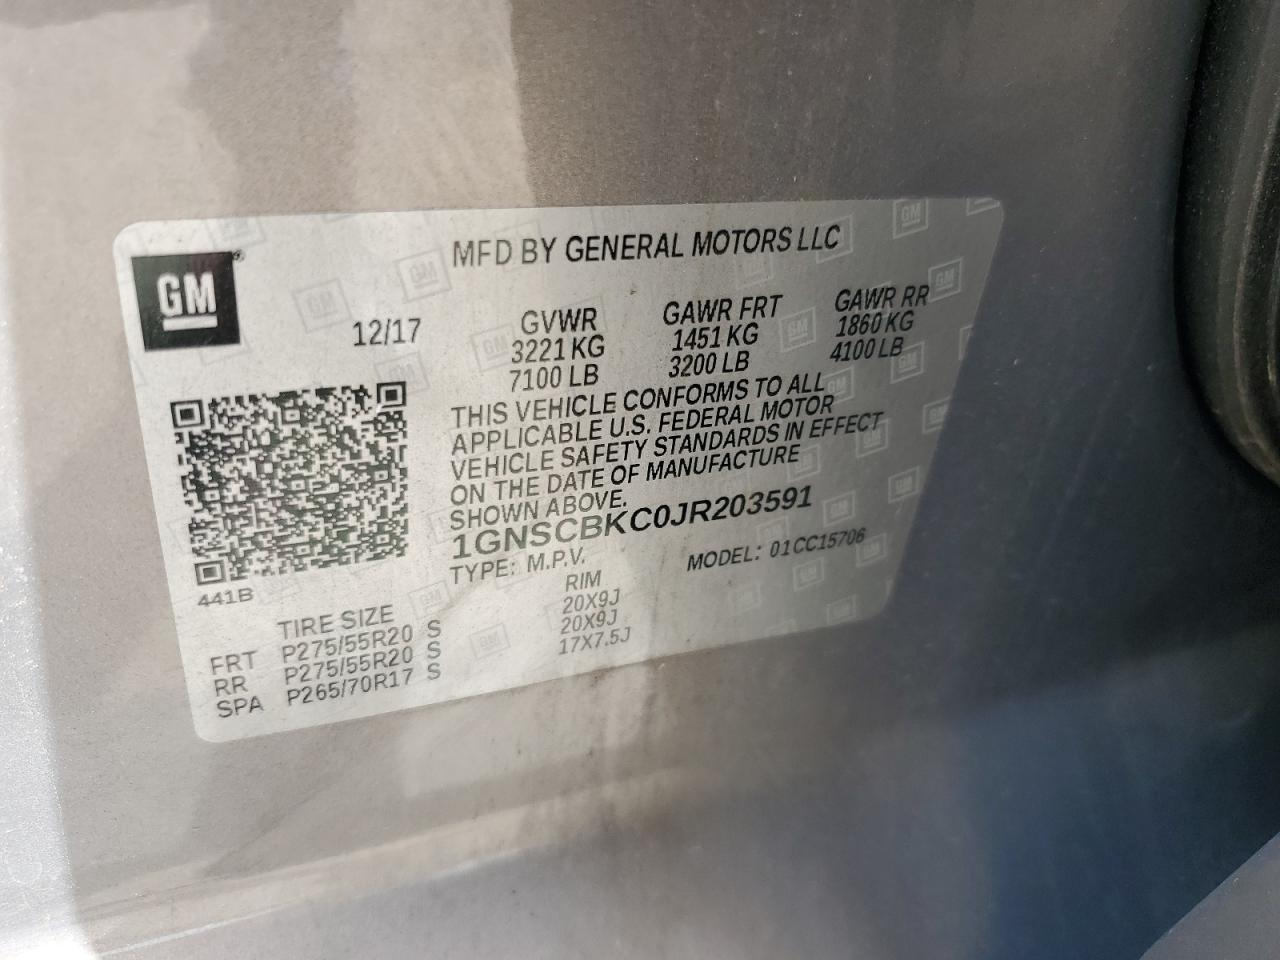 MFD BY GENERAL MOTORS LLC
GM®
12/17
GVWR GAWR FRT GAWR RR
3221 KG 1451 KG 1860 KG
7100 LB 3200 LB 4100 LB
THIS VEHICLE CONFORMS TO ALL
APPLICABLE U.S. FEDERAL MOTOR
VEHICLE SAFETY STANDARDS IN EFFECT
ON THE DATE OF MANUFACTURE
SHOWN ABOVE.
1GNSCBKC0JR203591
TYPE: M.P.V. MODEL: 01CC15706
441B
TIRE SIZE RIM
FRT P275/55R20 S 20X9J
RR P275/55R20 S 20X9J
SPA P265/70R17 S 17X7.5J